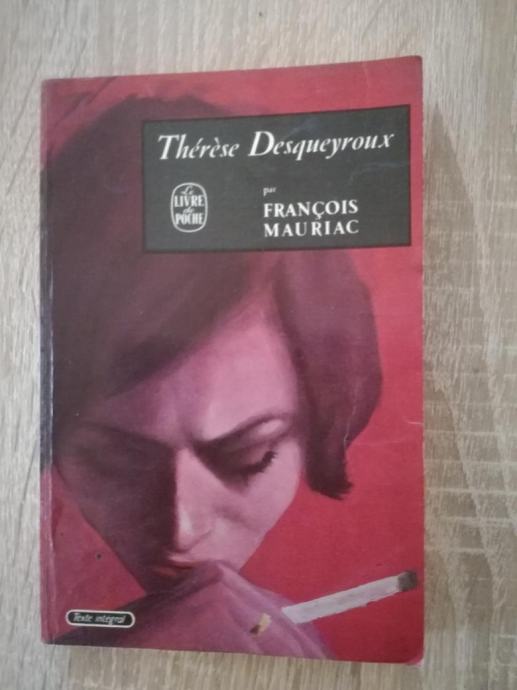 Thérèse Desqueyroux
Le
LIVRE
de
POCHE
par
FRANÇOIS
MAURIAC
Texte intégral